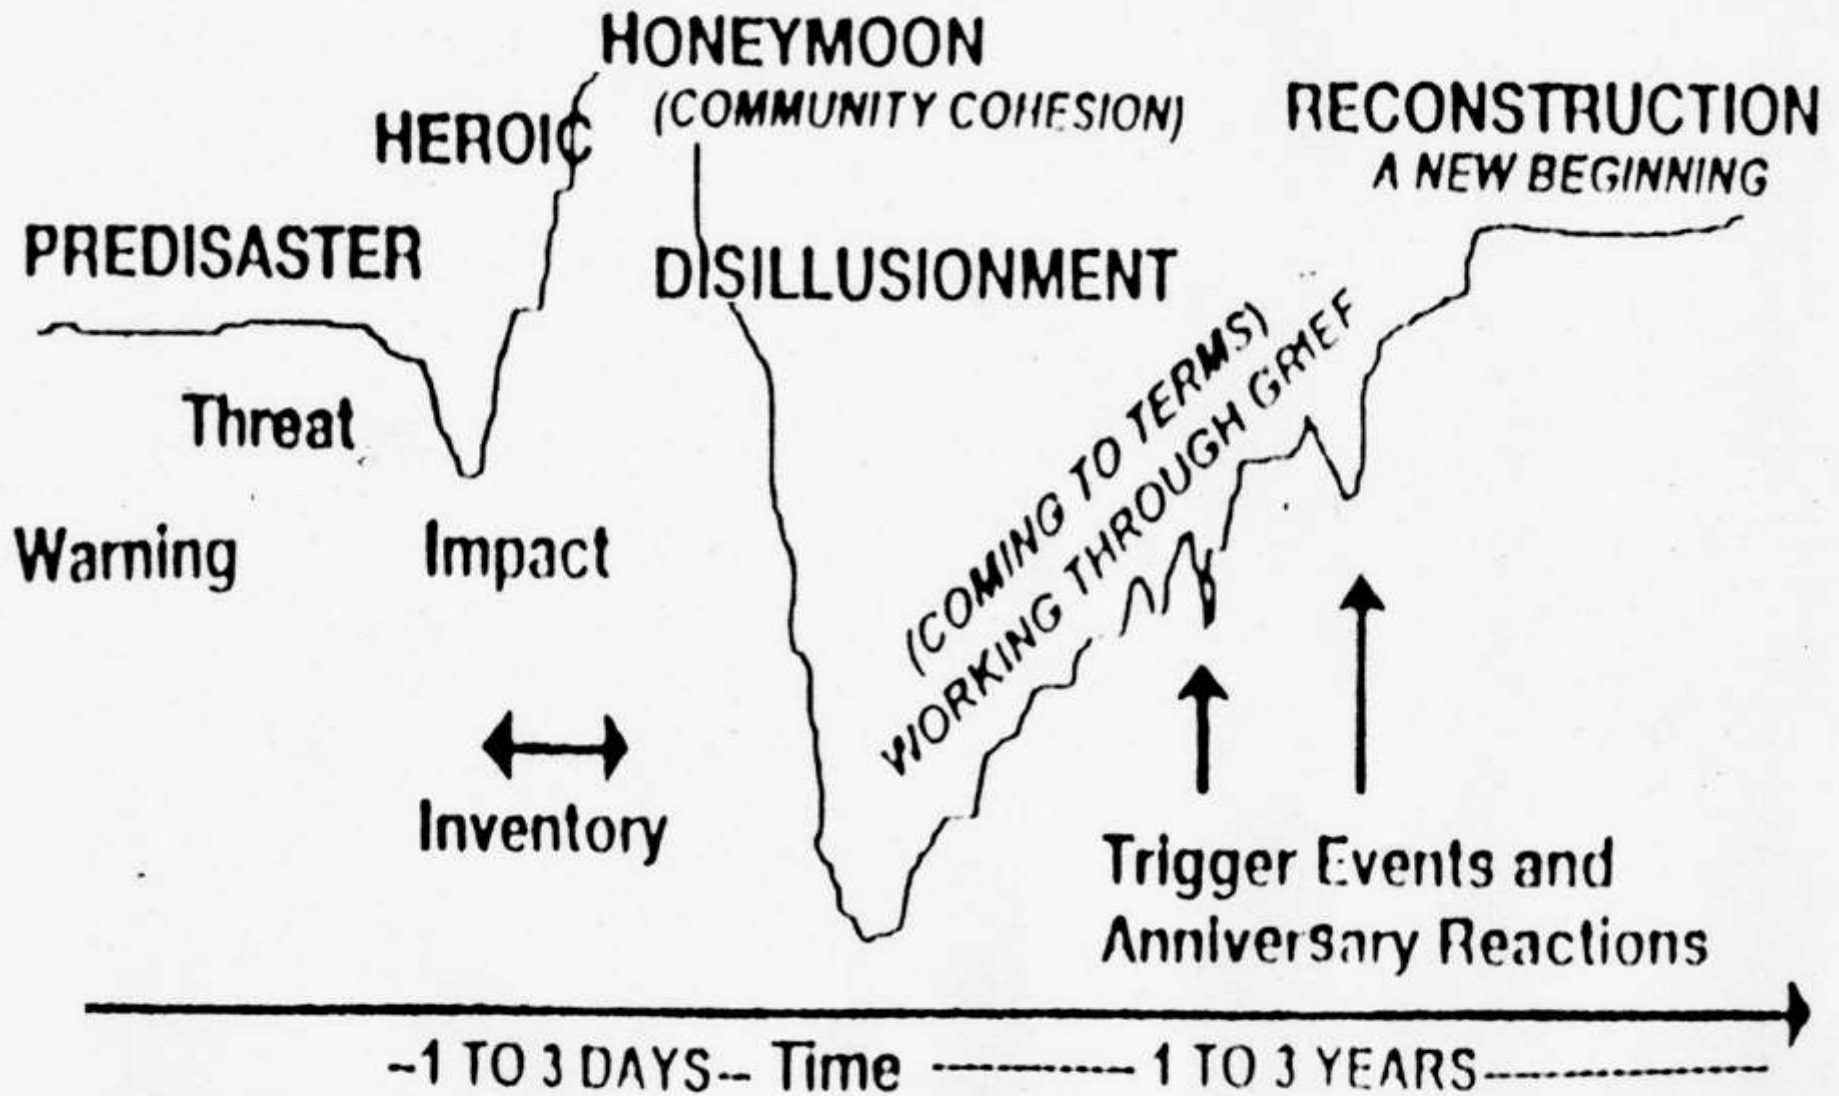 HONEYMOON
(COMMUNITY COHESION)
HEROIC
RECONSTRUCTION
A NEW BEGINNING
PREDISASTER
DISILLUSIONMENT
(COMING TO TERMS)
WORKING THROUGH GRIEF
Threat
Warning
Impact
Inventory
Trigger Events and
Anniversary Reactions
~1 TO 3 DAYS-- Time ------------- 1 TO 3 YEARS------------------